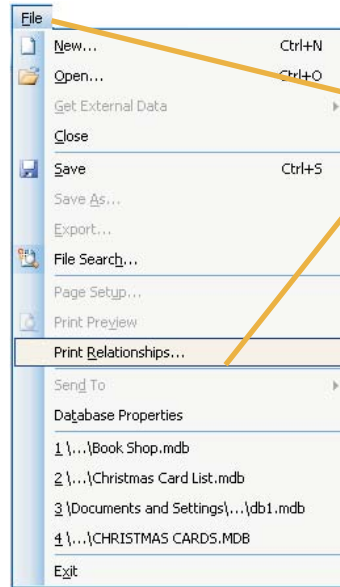 File
New... Ctrl+N
Open... Ctrl+O
Get External Data
Close
Save Ctrl+S
Save As...
Export...
File Search...
Page Setup...
Print Preview
Print Relationships...
Send To
Database Properties
1 \...\Book Shop.mdb
2 \...\Christmas Card List.mdb
3 \Documents and Settings\...\db1.mdb
4 \...\CHRISTMAS CARDS.MDB
Exit